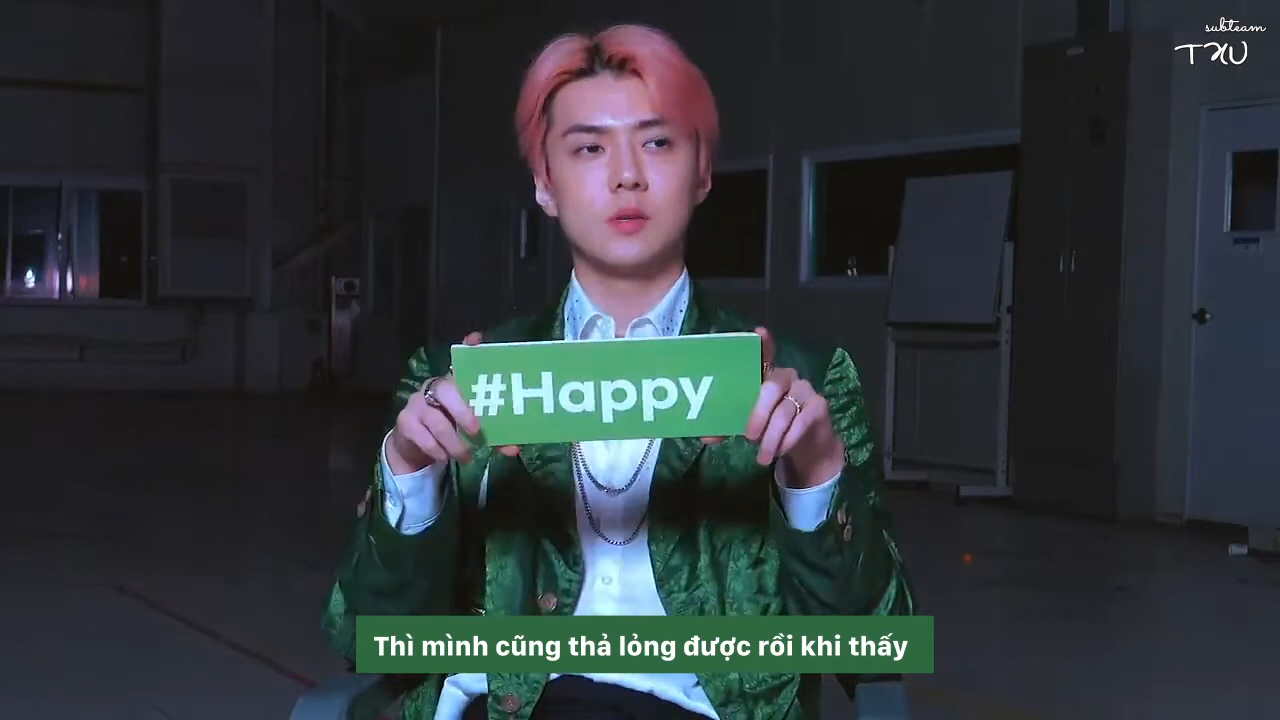 subteam
TXU
#Happy
Thì mình cũng thả lỏng được rồi khi thấy